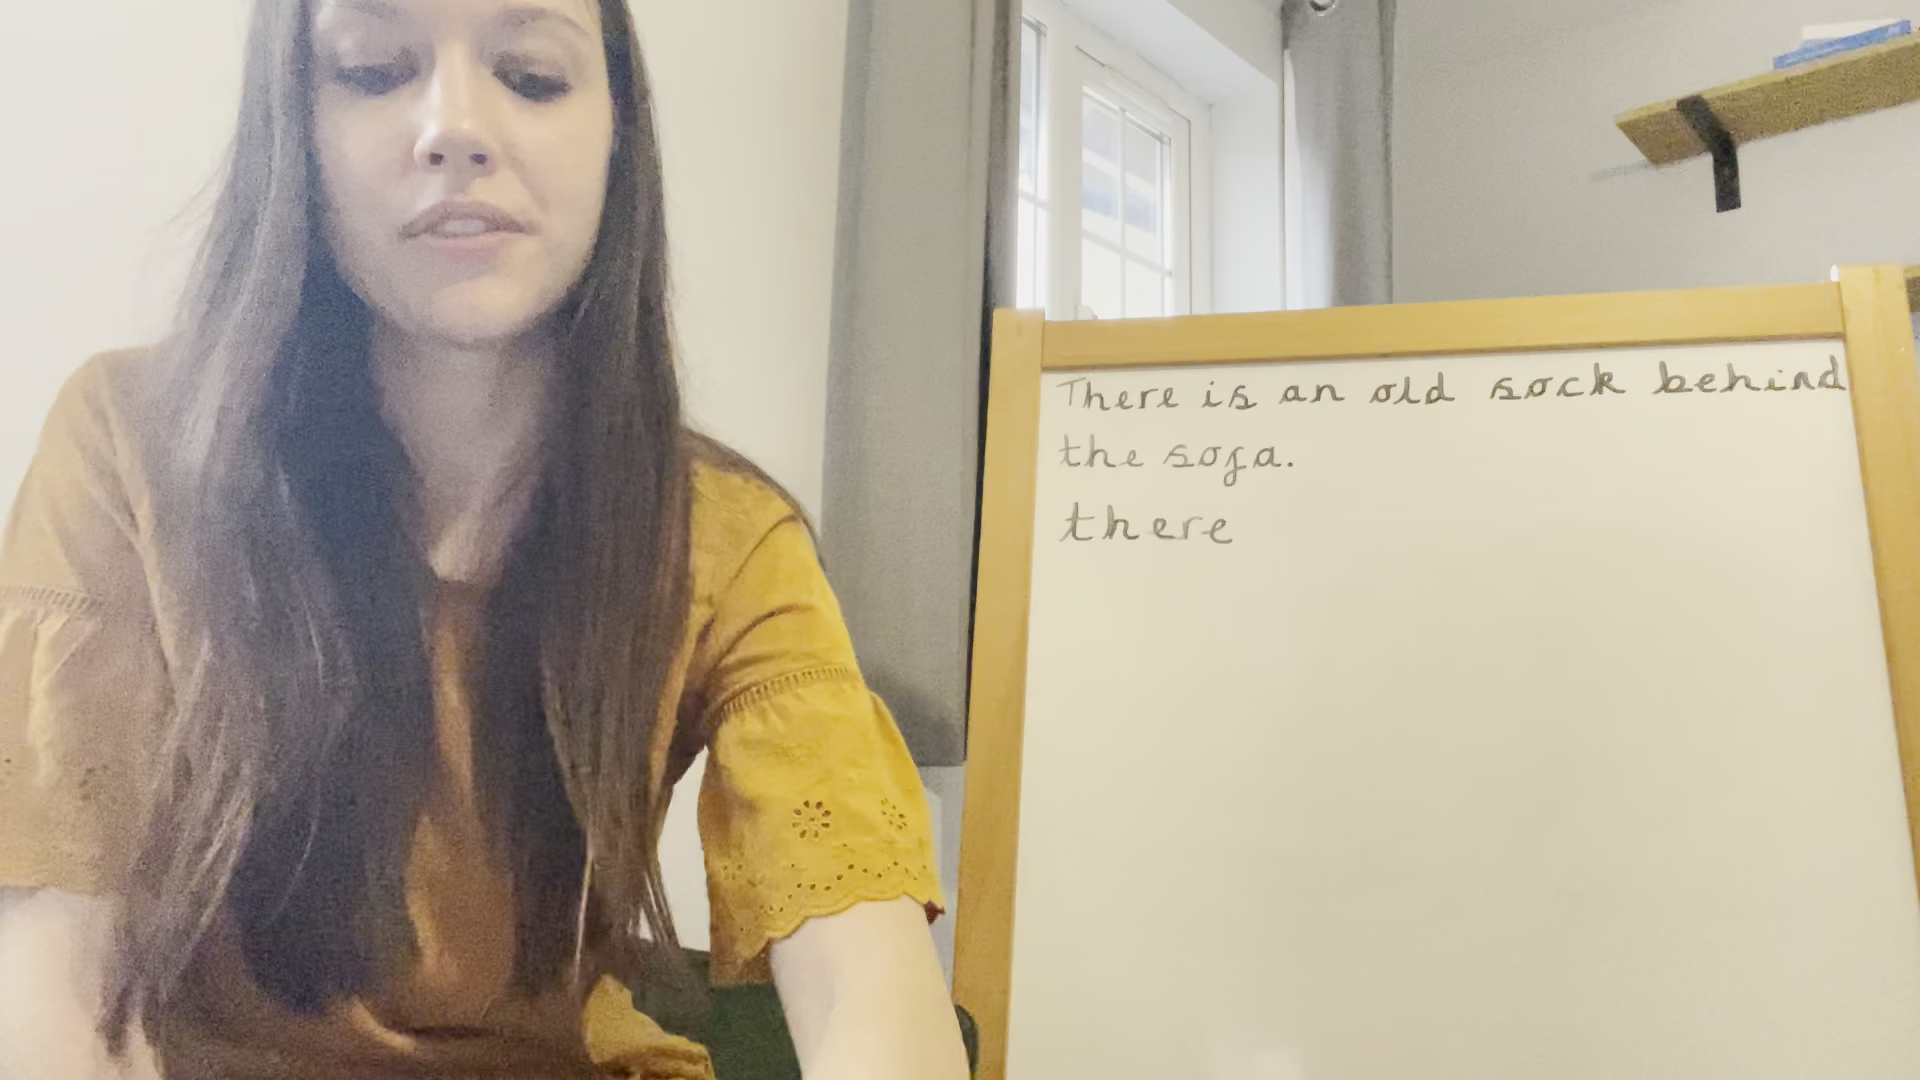 There is an old sock behind
the sofa.
there